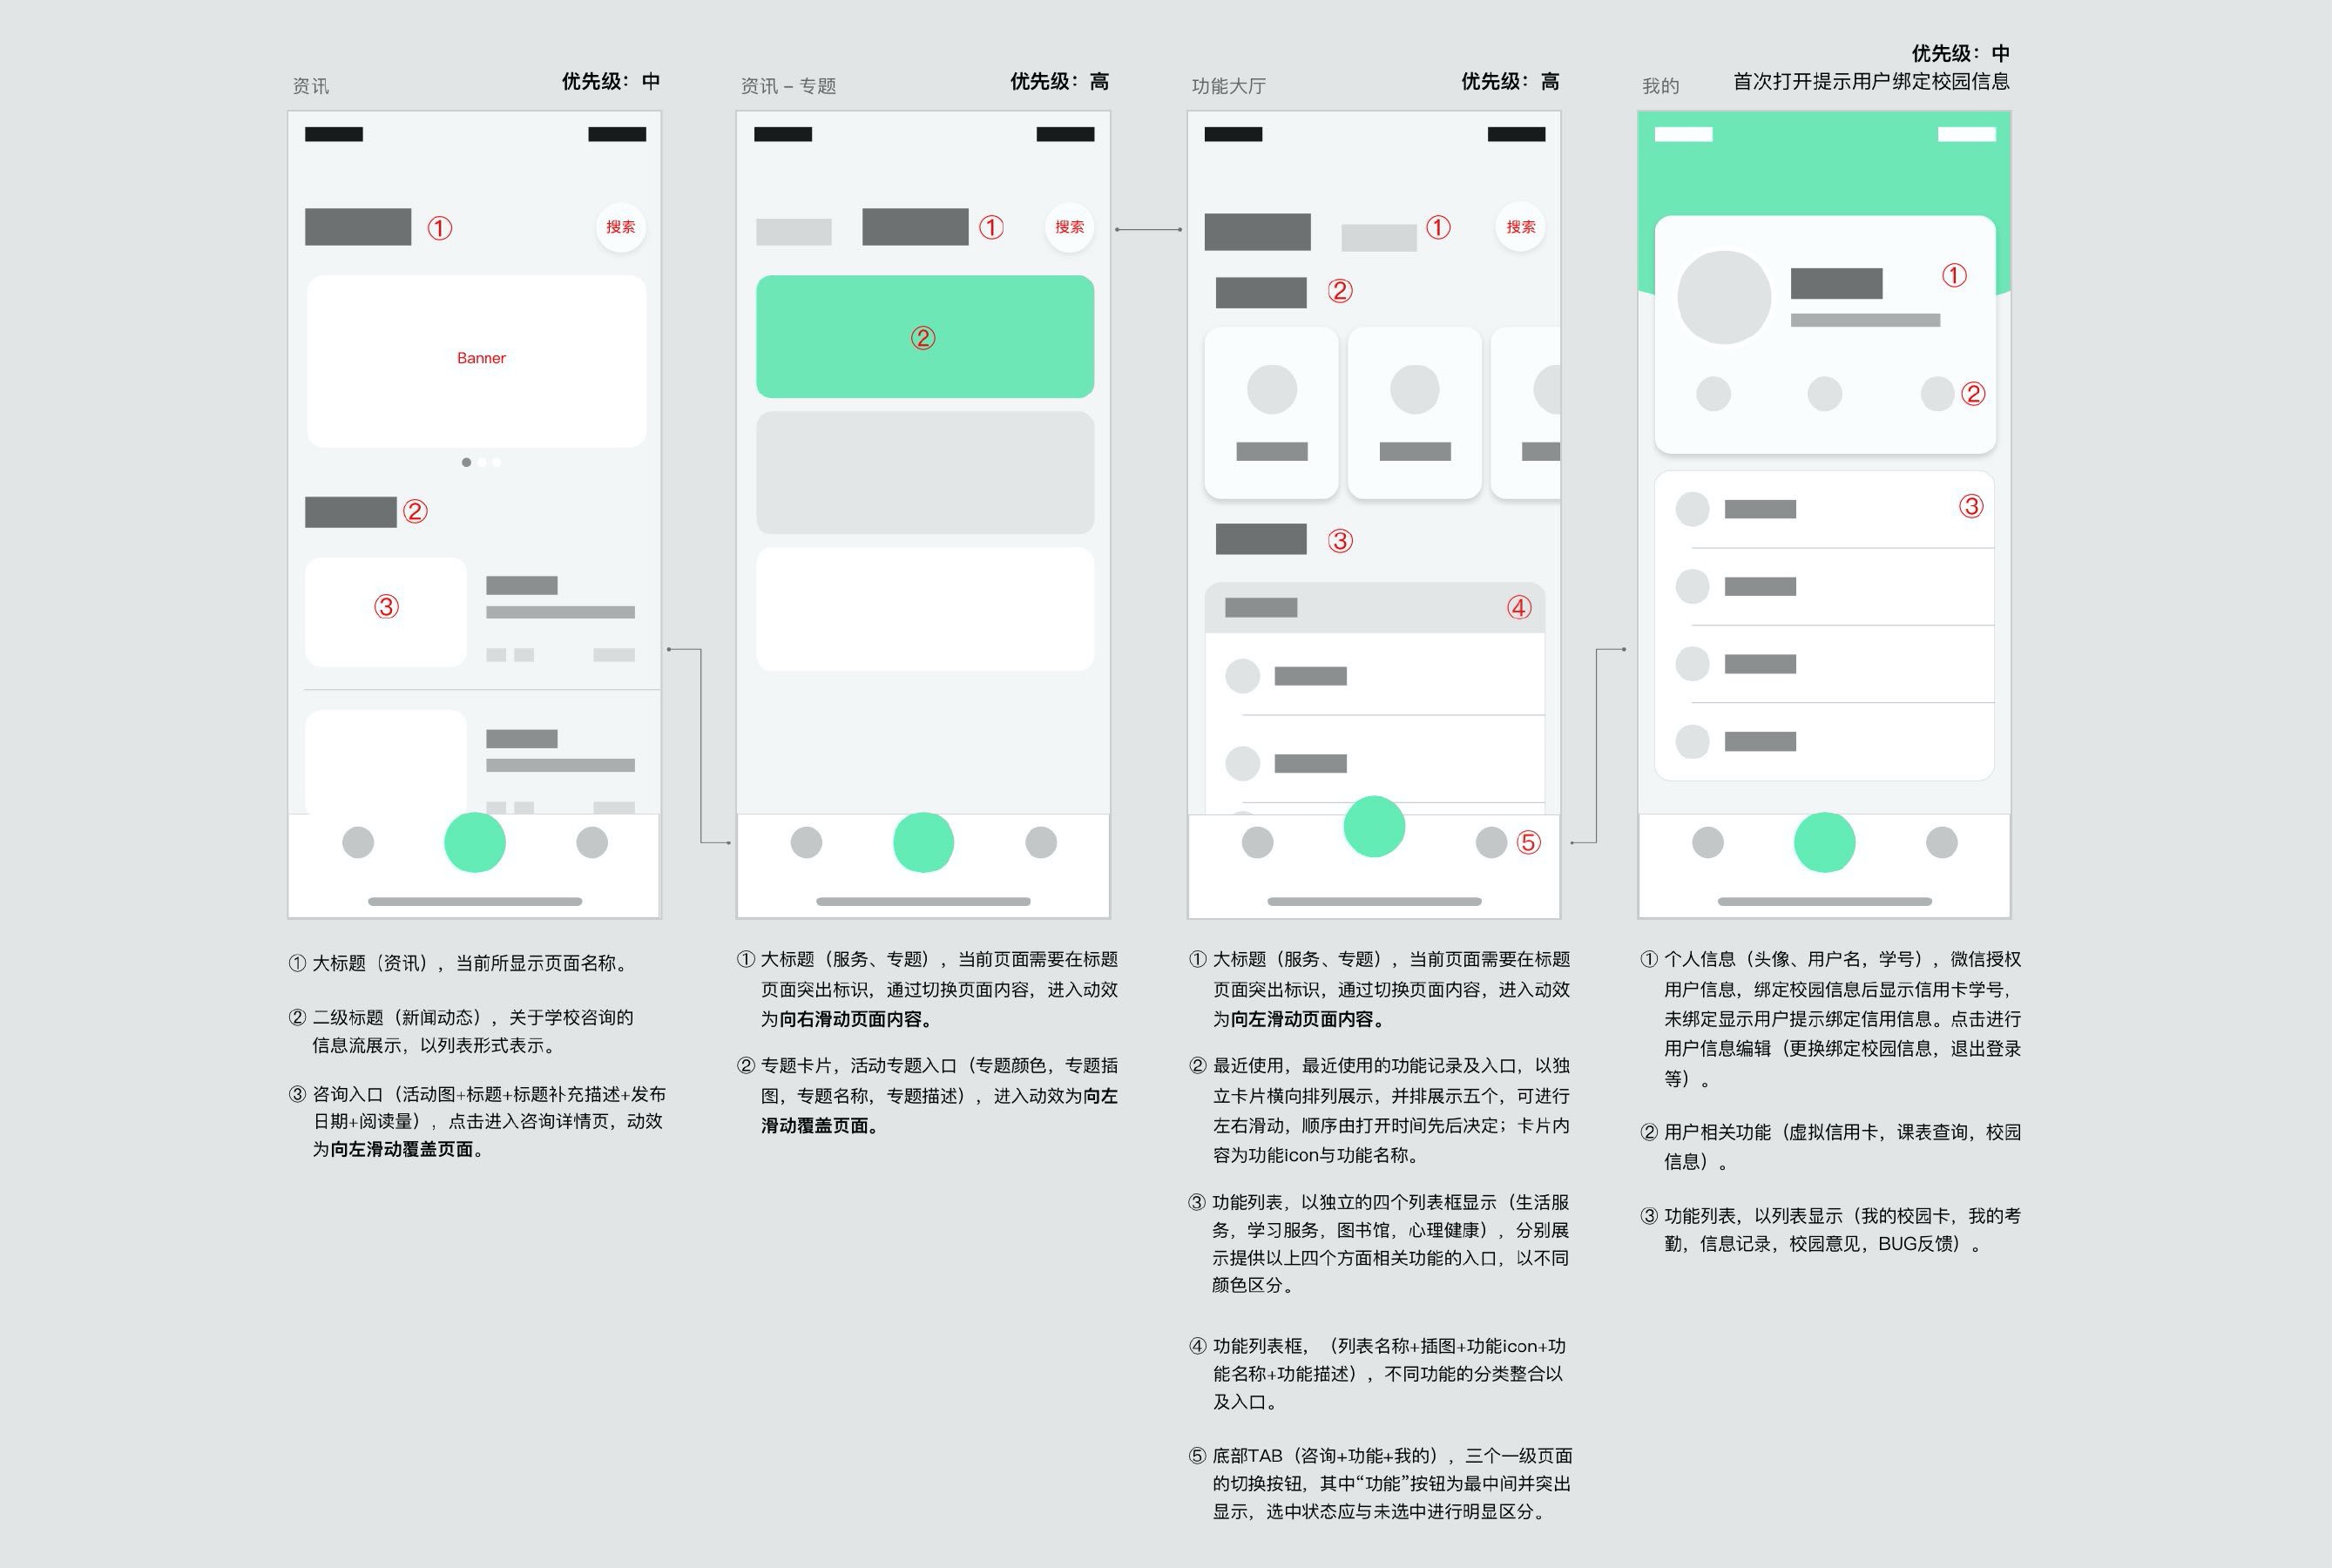 资讯
优先级：中
①
搜索
Banner
②
③
① 大标题（资讯），当前所显示页面名称。
② 二级标题（新闻动态），关于学校咨询的
信息流展示，以列表形式表示。
③ 咨询入口（活动图+标题+标题补充描述+发布
日期+阅读量），点击进入咨询详情页，动效
为向左滑动覆盖页面。
资讯 – 专题
优先级：高
①
搜索
②
① 大标题（服务、专题），当前页面需要在标题
页面突出标识，通过切换页面内容，进入动效
为向右滑动页面内容。
② 专题卡片，活动专题入口（专题颜色，专题插
图，专题名称，专题描述），进入动效为向左
滑动覆盖页面。
功能大厅
优先级：高
①
搜索
②
③
④
⑤
① 大标题（服务、专题），当前页面需要在标题
页面突出标识，通过切换页面内容，进入动效
为向左滑动页面内容。
② 最近使用，最近使用的功能记录及入口，以独
立卡片横向排列展示，并排展示五个，可进行
左右滑动，顺序由打开时间先后决定；卡片内
容为功能icon与功能名称。
③ 功能列表，以独立的四个列表框显示（生活服
务，学习服务，图书馆，心理健康），分别展
示提供以上四个方面相关功能的入口，以不同
颜色区分。
④ 功能列表框，（列表名称+插图+功能icon+功
能名称+功能描述），不同功能的分类整合以
及入口。
⑤ 底部TAB（咨询+功能+我的），三个一级页面
的切换按钮，其中“功能”按钮为最中间并突出
显示，选中状态应与未选中进行明显区分。
优先级：中
我的
首次打开提示用户绑定校园信息
①
②
③
① 个人信息（头像、用户名，学号），微信授权
用户信息，绑定校园信息后显示信用卡学号，
未绑定显示用户提示绑定信用信息。点击进行
用户信息编辑（更换绑定校园信息，退出登录
等）。
② 用户相关功能（虚拟信用卡，课表查询，校园
信息）。
③ 功能列表，以列表显示（我的校园卡，我的考
勤，信息记录，校园意见，BUG反馈）。